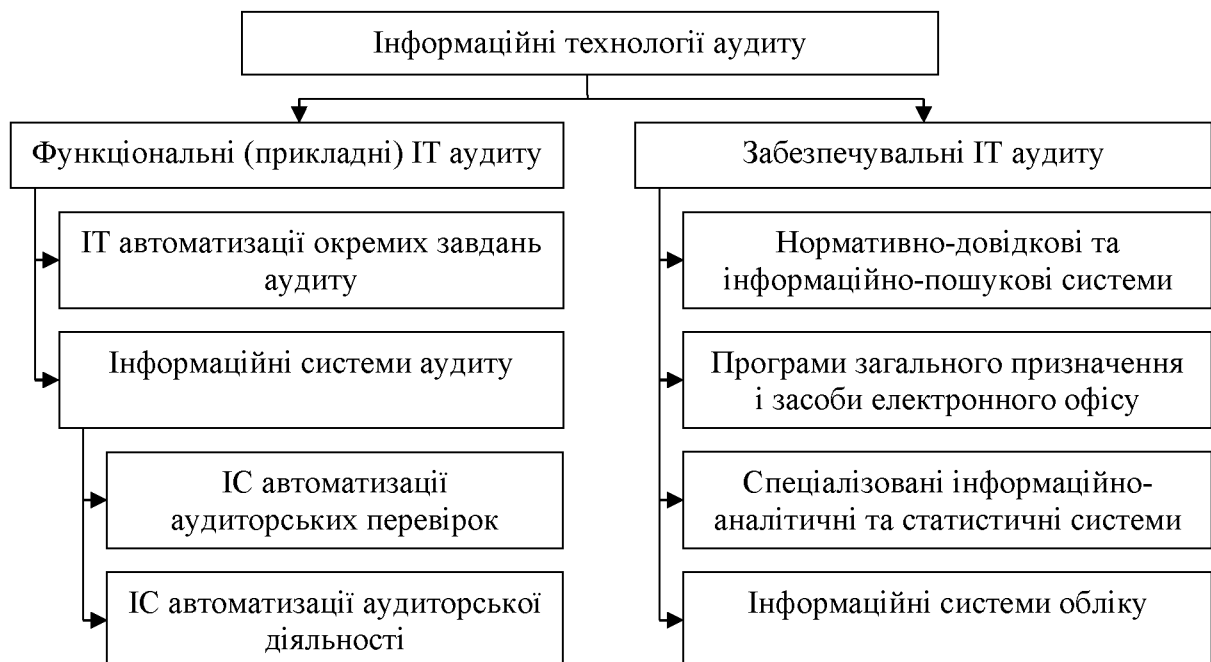 Інформаційні технології аудиту
Функціональні (прикладні) ІТ аудиту
ІТ автоматизації окремих завдань
аудиту
Інформаційні системи аудиту
ІС автоматизації
аудиторських перевірок
ІС автоматизації аудиторської
діяльності
Забезпечувальні ІТ аудиту
Нормативно-довідкові та
інформаційно-пошукові системи
Програми загального призначення
і засоби електронного офісу
Спеціалізовані інформаційно-
аналітичні та статистичні системи
Інформаційні системи обліку